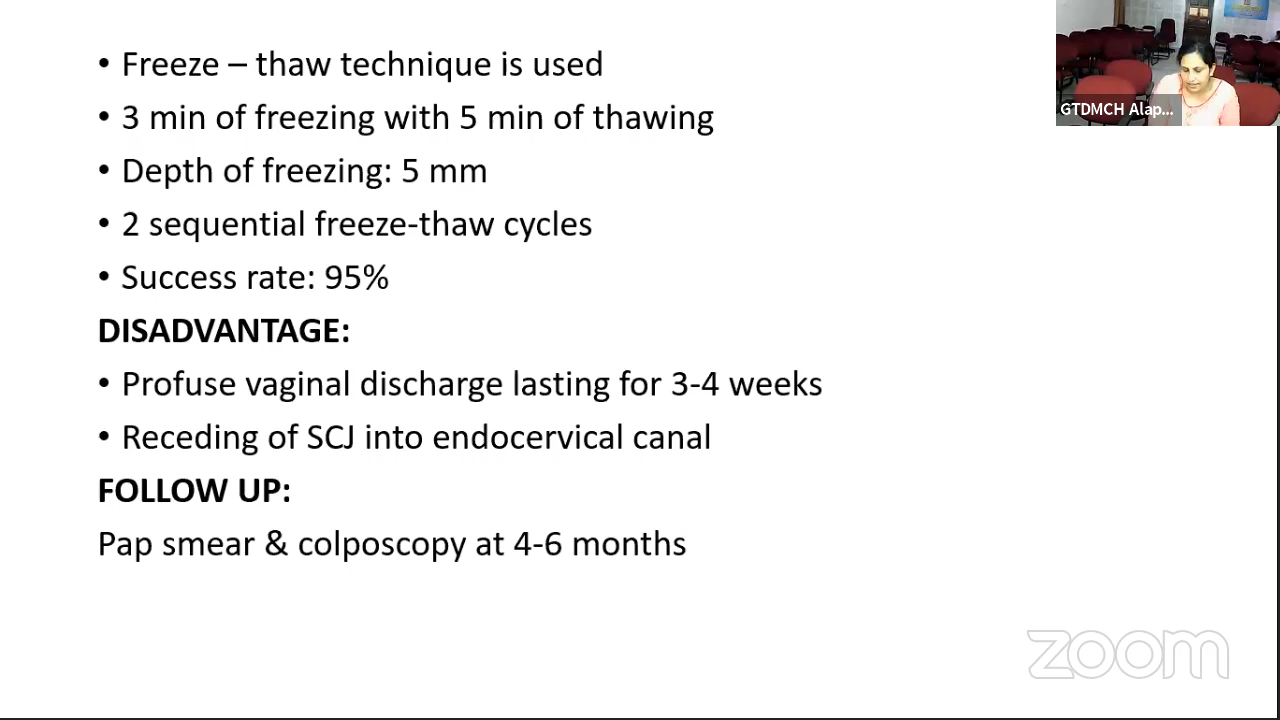 • Freeze – thaw technique is used
• 3 min of freezing with 5 min of thawing
• Depth of freezing: 5 mm
• 2 sequential freeze-thaw cycles
• Success rate: 95%
DISADVANTAGE:
• Profuse vaginal discharge lasting for 3-4 weeks
• Receding of SCJ into endocervical canal
FOLLOW UP:
Pap smear & colposcopy at 4-6 months
GTDMCH Alap...
zoom